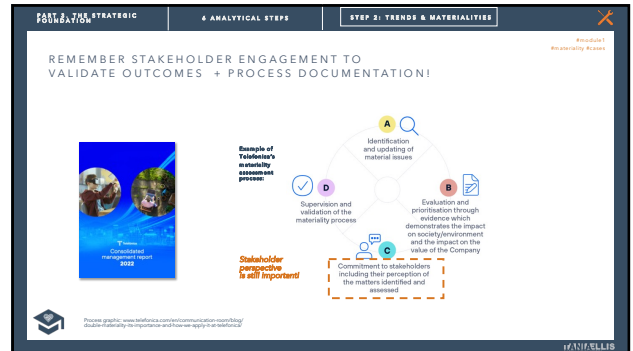 PART 2. THE STRATEGIC
FOUNDATION
6 ANALYTICAL STEPS
STEP 2: TRENDS & MATERIALITIES
#module1
#materiality #cases
REMEMBER STAKEHOLDER ENGAGEMENT TO
VALIDATE OUTCOMES + PROCESS DOCUMENTATION!
Example of
Telefonica's
materiality
assessment
process:
A
Identification
and updating of
material issues
D
Supervision and
validation of the
materiality process
B
Evaluation and
prioritisation through
evidence which
demonstrates the impact
on society/environment
and the impact on the
value of the Company
C
Commitment to stakeholders
including their perception of
the matters identified and
assessed
Stakeholder
perspective
is still important!
Telefónica
Consolidated
management report
2022
Process graphic: www.telefonica.com/en/communication-room/blog/
double-materiality-its-importance-and-how-we-apply-it-at-telefonica/
TANIAELLIS